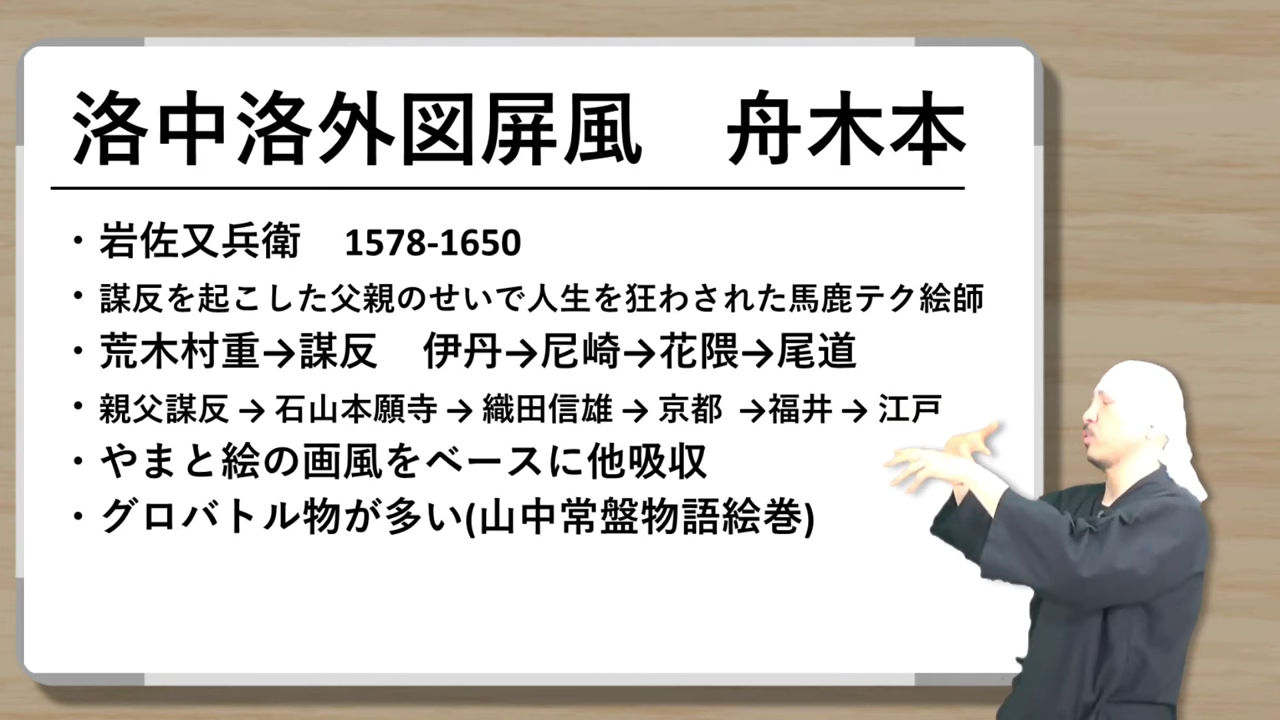 洛中洛外図屏風　舟木本
・岩佐又兵衛　1578-1650
・謀反を起こした父親のせいで人生を狂わされた馬鹿テク絵師
・荒木村重→謀反　伊丹→尼崎→花隈→尾道
・親父謀反 → 石山本願寺 → 織田信雄 → 京都 →福井 → 江戸
・やまと絵の画風をベースに他吸収
・グロバトル物が多い(山中常盤物語絵巻)